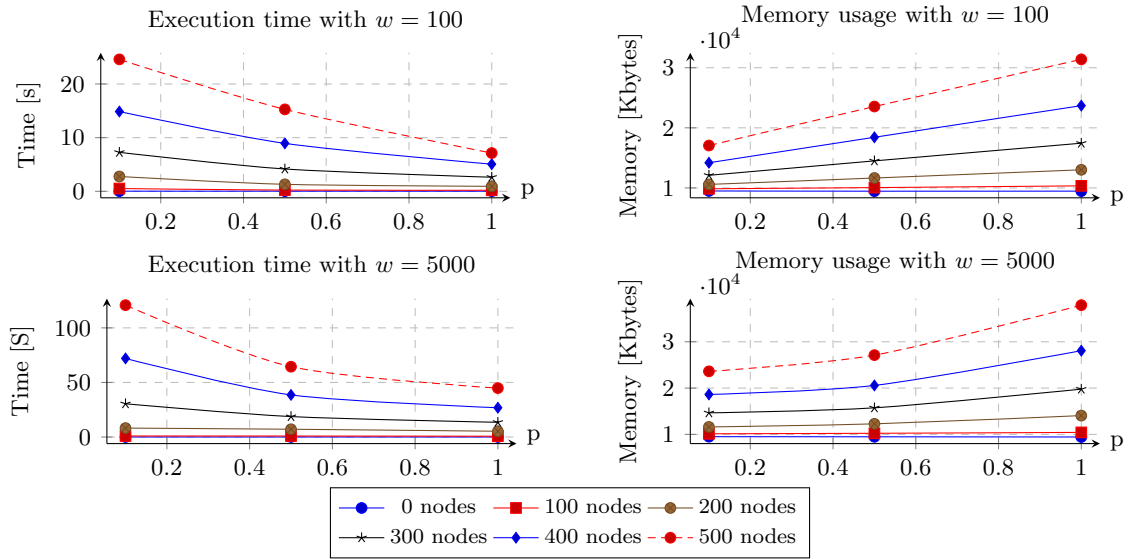 Execution time with w = 100
Time [s]
20
10
0
0.2 0.4 0.6 0.8 1
p
Memory usage with w = 100
·10⁴
Memory [Kbytes]
3
2
1
0.2 0.4 0.6 0.8 1
p
Execution time with w = 5000
Time [S]
100
50
0
0.2 0.4 0.6 0.8 1
p
Memory usage with w = 5000
·10⁴
Memory [Kbytes]
3
2
1
0.2 0.4 0.6 0.8 1
p
0 nodes 100 nodes 200 nodes
300 nodes 400 nodes 500 nodes